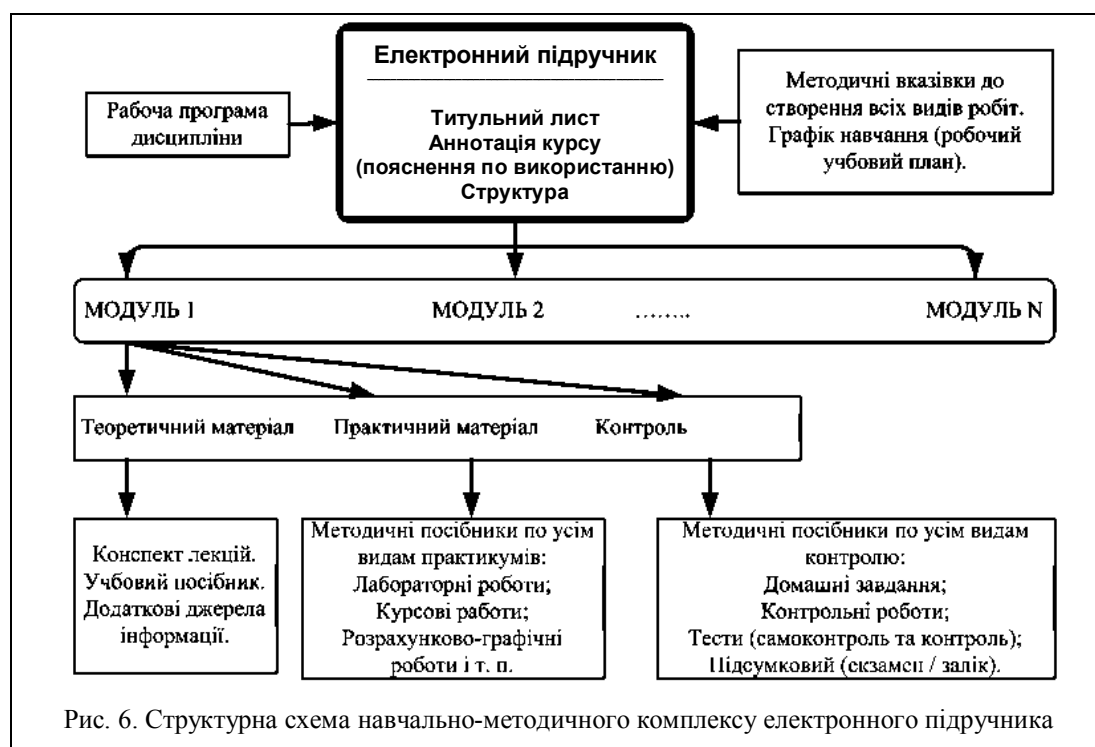 Електронний підручник
Рабоча програма
дисципліни
Титульний лист
Аннотація курсу
(пояснення по використанню)
Структура
Методичні вказівки до
створення всіх видів робіт.
Графік навчання (робочий
учбовий план).
МОДУЛЬ 1 МОДУЛЬ 2 ........ МОДУЛЬ N
Теоретичний матеріал Практичний матеріал Контроль
Конспект лекцій.
Учбовий посібник.
Додаткові джерела
інформації.
Методичні посібники по усім
видам практикумів:
Лабораторні роботи;
Курсові работи;
Розрахунково-графічні
роботи і т. п.
Методичні посібники по усім видам
контролю:
Домашні завдання;
Контрольні роботи;
Тести (самоконтроль та контроль);
Підсумковий (екзамен / залік).
Рис. 6. Структурна схема навчально-методичного комплексу електронного підручника